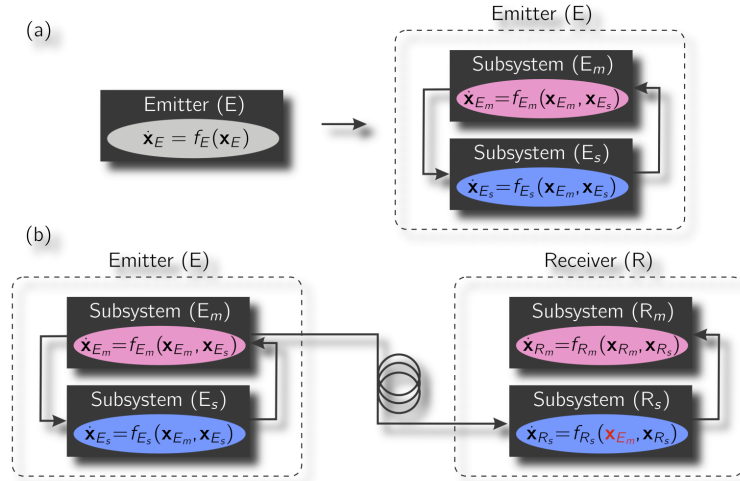 (a)
Emitter (E)
ẋ_E = f_E(x_E)
Emitter (E)
Subsystem (E_m)
ẋ_{E_m}=f_{E_m}(x_{E_m}, x_{E_s})
Subsystem (E_s)
ẋ_{E_s}=f_{E_s}(x_{E_m}, x_{E_s})
(b)
Emitter (E)
Subsystem (E_m)
ẋ_{E_m}=f_{E_m}(x_{E_m}, x_{E_s})
Subsystem (E_s)
ẋ_{E_s}=f_{E_s}(x_{E_m}, x_{E_s})
Receiver (R)
Subsystem (R_m)
ẋ_{R_m}=f_{R_m}(x_{R_m}, x_{R_s})
Subsystem (R_s)
ẋ_{R_s}=f_{R_s}(x_{E_m}, x_{R_s})